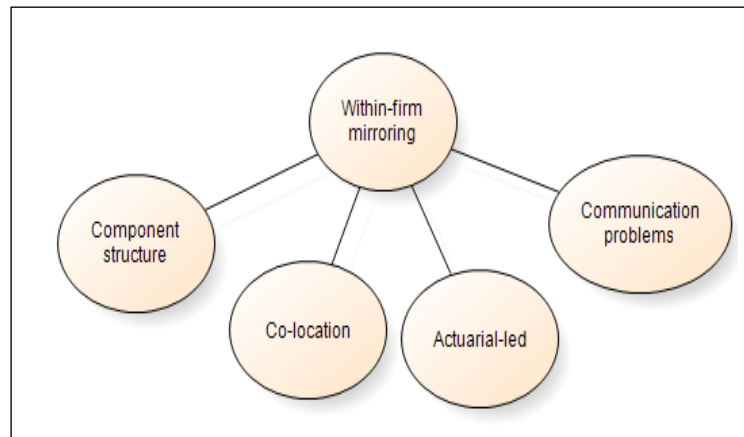 Within-firm
mirroring
Component
structure
Communication
problems
Co-location
Actuarial-led